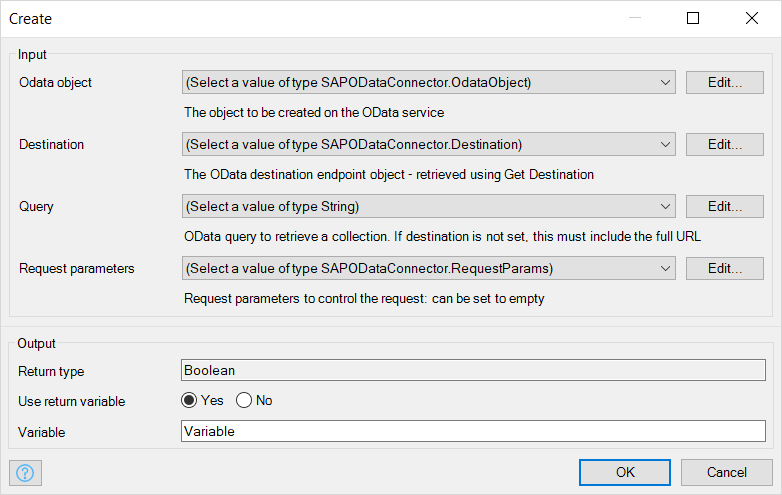 Create
Input
Odata object
(Select a value of type SAPODataConnector.OdataObject)
Edit...
The object to be created on the OData service
Destination
(Select a value of type SAPODataConnector.Destination)
Edit...
The OData destination endpoint object - retrieved using Get Destination
Query
(Select a value of type String)
Edit...
OData query to retrieve a collection. If destination is not set, this must include the full URL
Request parameters
(Select a value of type SAPODataConnector.RequestParams)
Edit...
Request parameters to control the request: can be set to empty
Output
Return type
Boolean
Use return variable
Yes
No
Variable
Variable
?
OK
Cancel